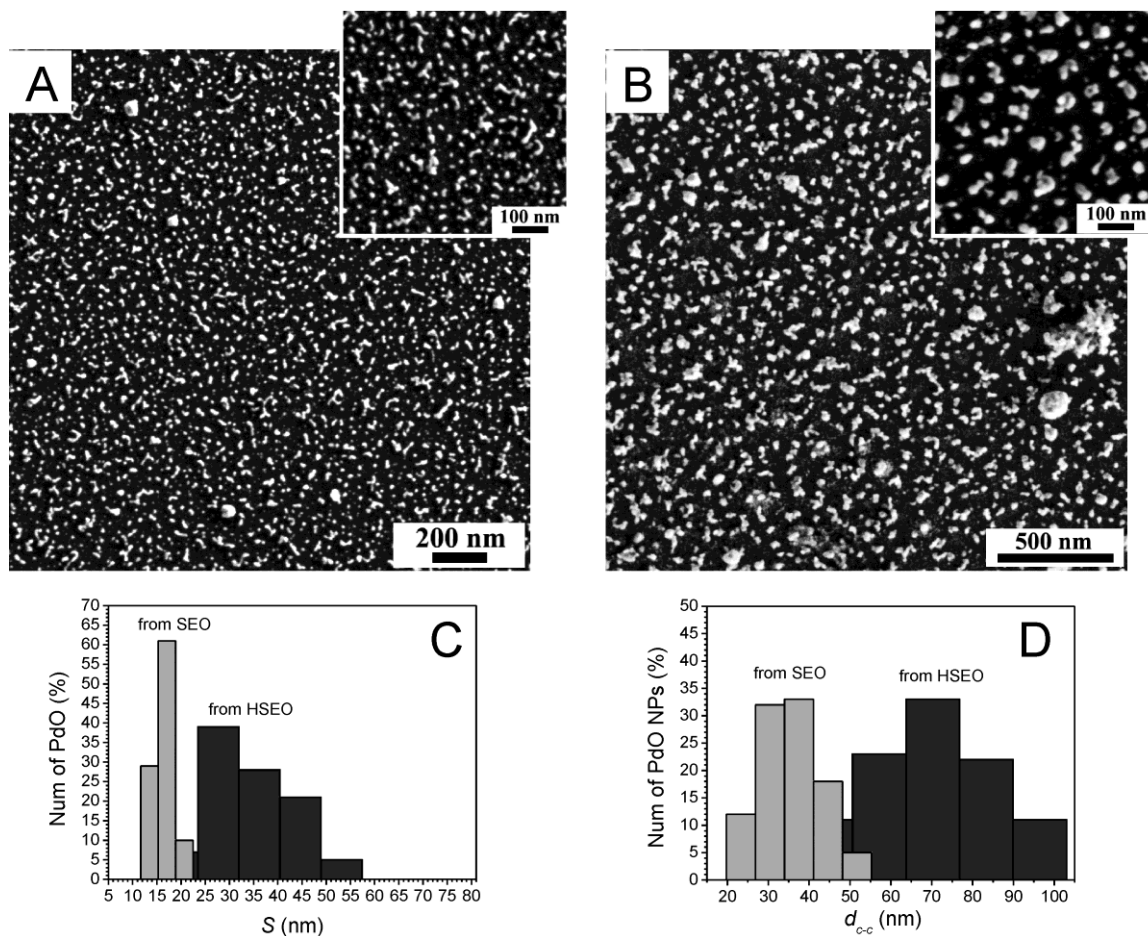 A
100 nm
200 nm
B
100 nm
500 nm
C
Num of PdO (%)
70
65
60
55
50
45
40
35
30
25
20
15
10
5
0
from SEO
from HSEO
5 10 15 20 25 30 35 40 45 50 55 60 65 70 75 80
S (nm)
D
Num of PdO NPs (%)
50
45
40
35
30
25
20
15
10
5
0
from SEO
from HSEO
20 30 40 50 60 70 80 90 100
d c-c (nm)